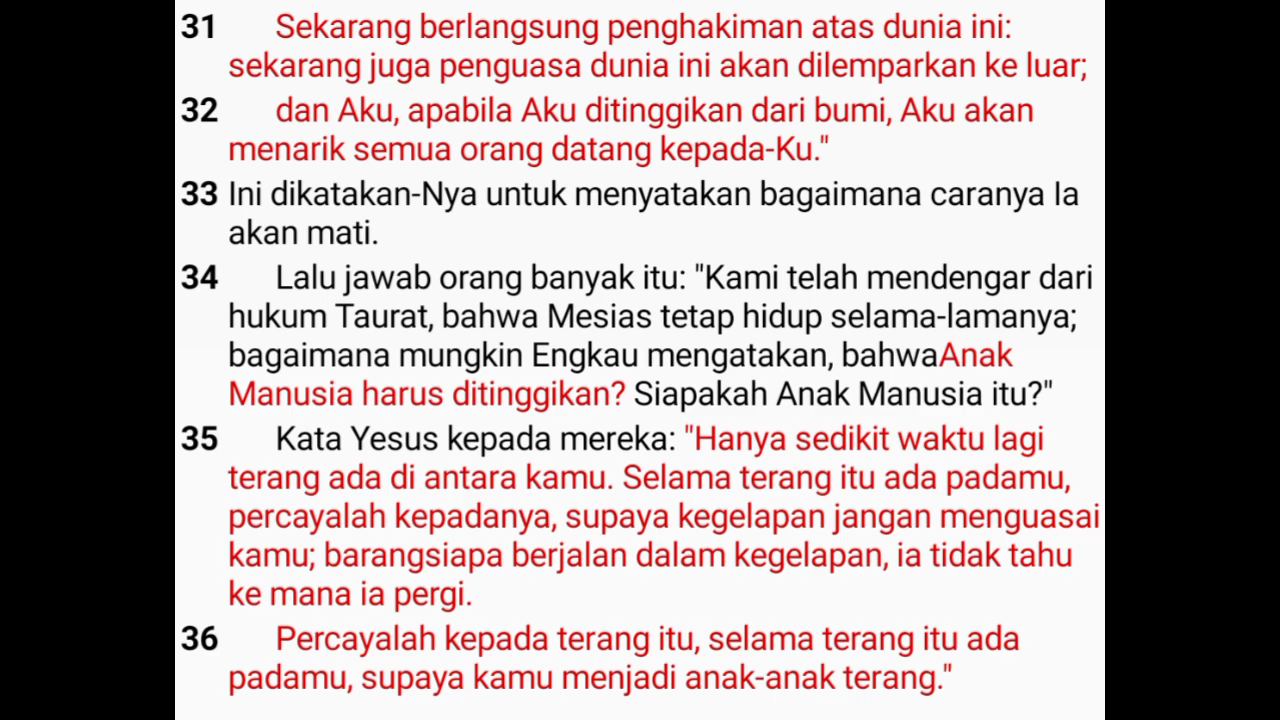 31 Sekarang berlangsung penghakiman atas dunia ini:
sekarang juga penguasa dunia ini akan dilemparkan ke luar;
32 dan Aku, apabila Aku ditinggikan dari bumi, Aku akan
menarik semua orang datang kepada-Ku."
33 Ini dikatakan-Nya untuk menyatakan bagaimana caranya Ia
akan mati.
34 Lalu jawab orang banyak itu: "Kami telah mendengar dari
hukum Taurat, bahwa Mesias tetap hidup selama-lamanya;
bagaimana mungkin Engkau mengatakan, bahwaAnak
Manusia harus ditinggikan? Siapakah Anak Manusia itu?"
35 Kata Yesus kepada mereka: "Hanya sedikit waktu lagi
terang ada di antara kamu. Selama terang itu ada padamu,
percayalah kepadanya, supaya kegelapan jangan menguasai
kamu; barangsiapa berjalan dalam kegelapan, ia tidak tahu
ke mana ia pergi.
36 Percayalah kepada terang itu, selama terang itu ada
padamu, supaya kamu menjadi anak-anak terang."